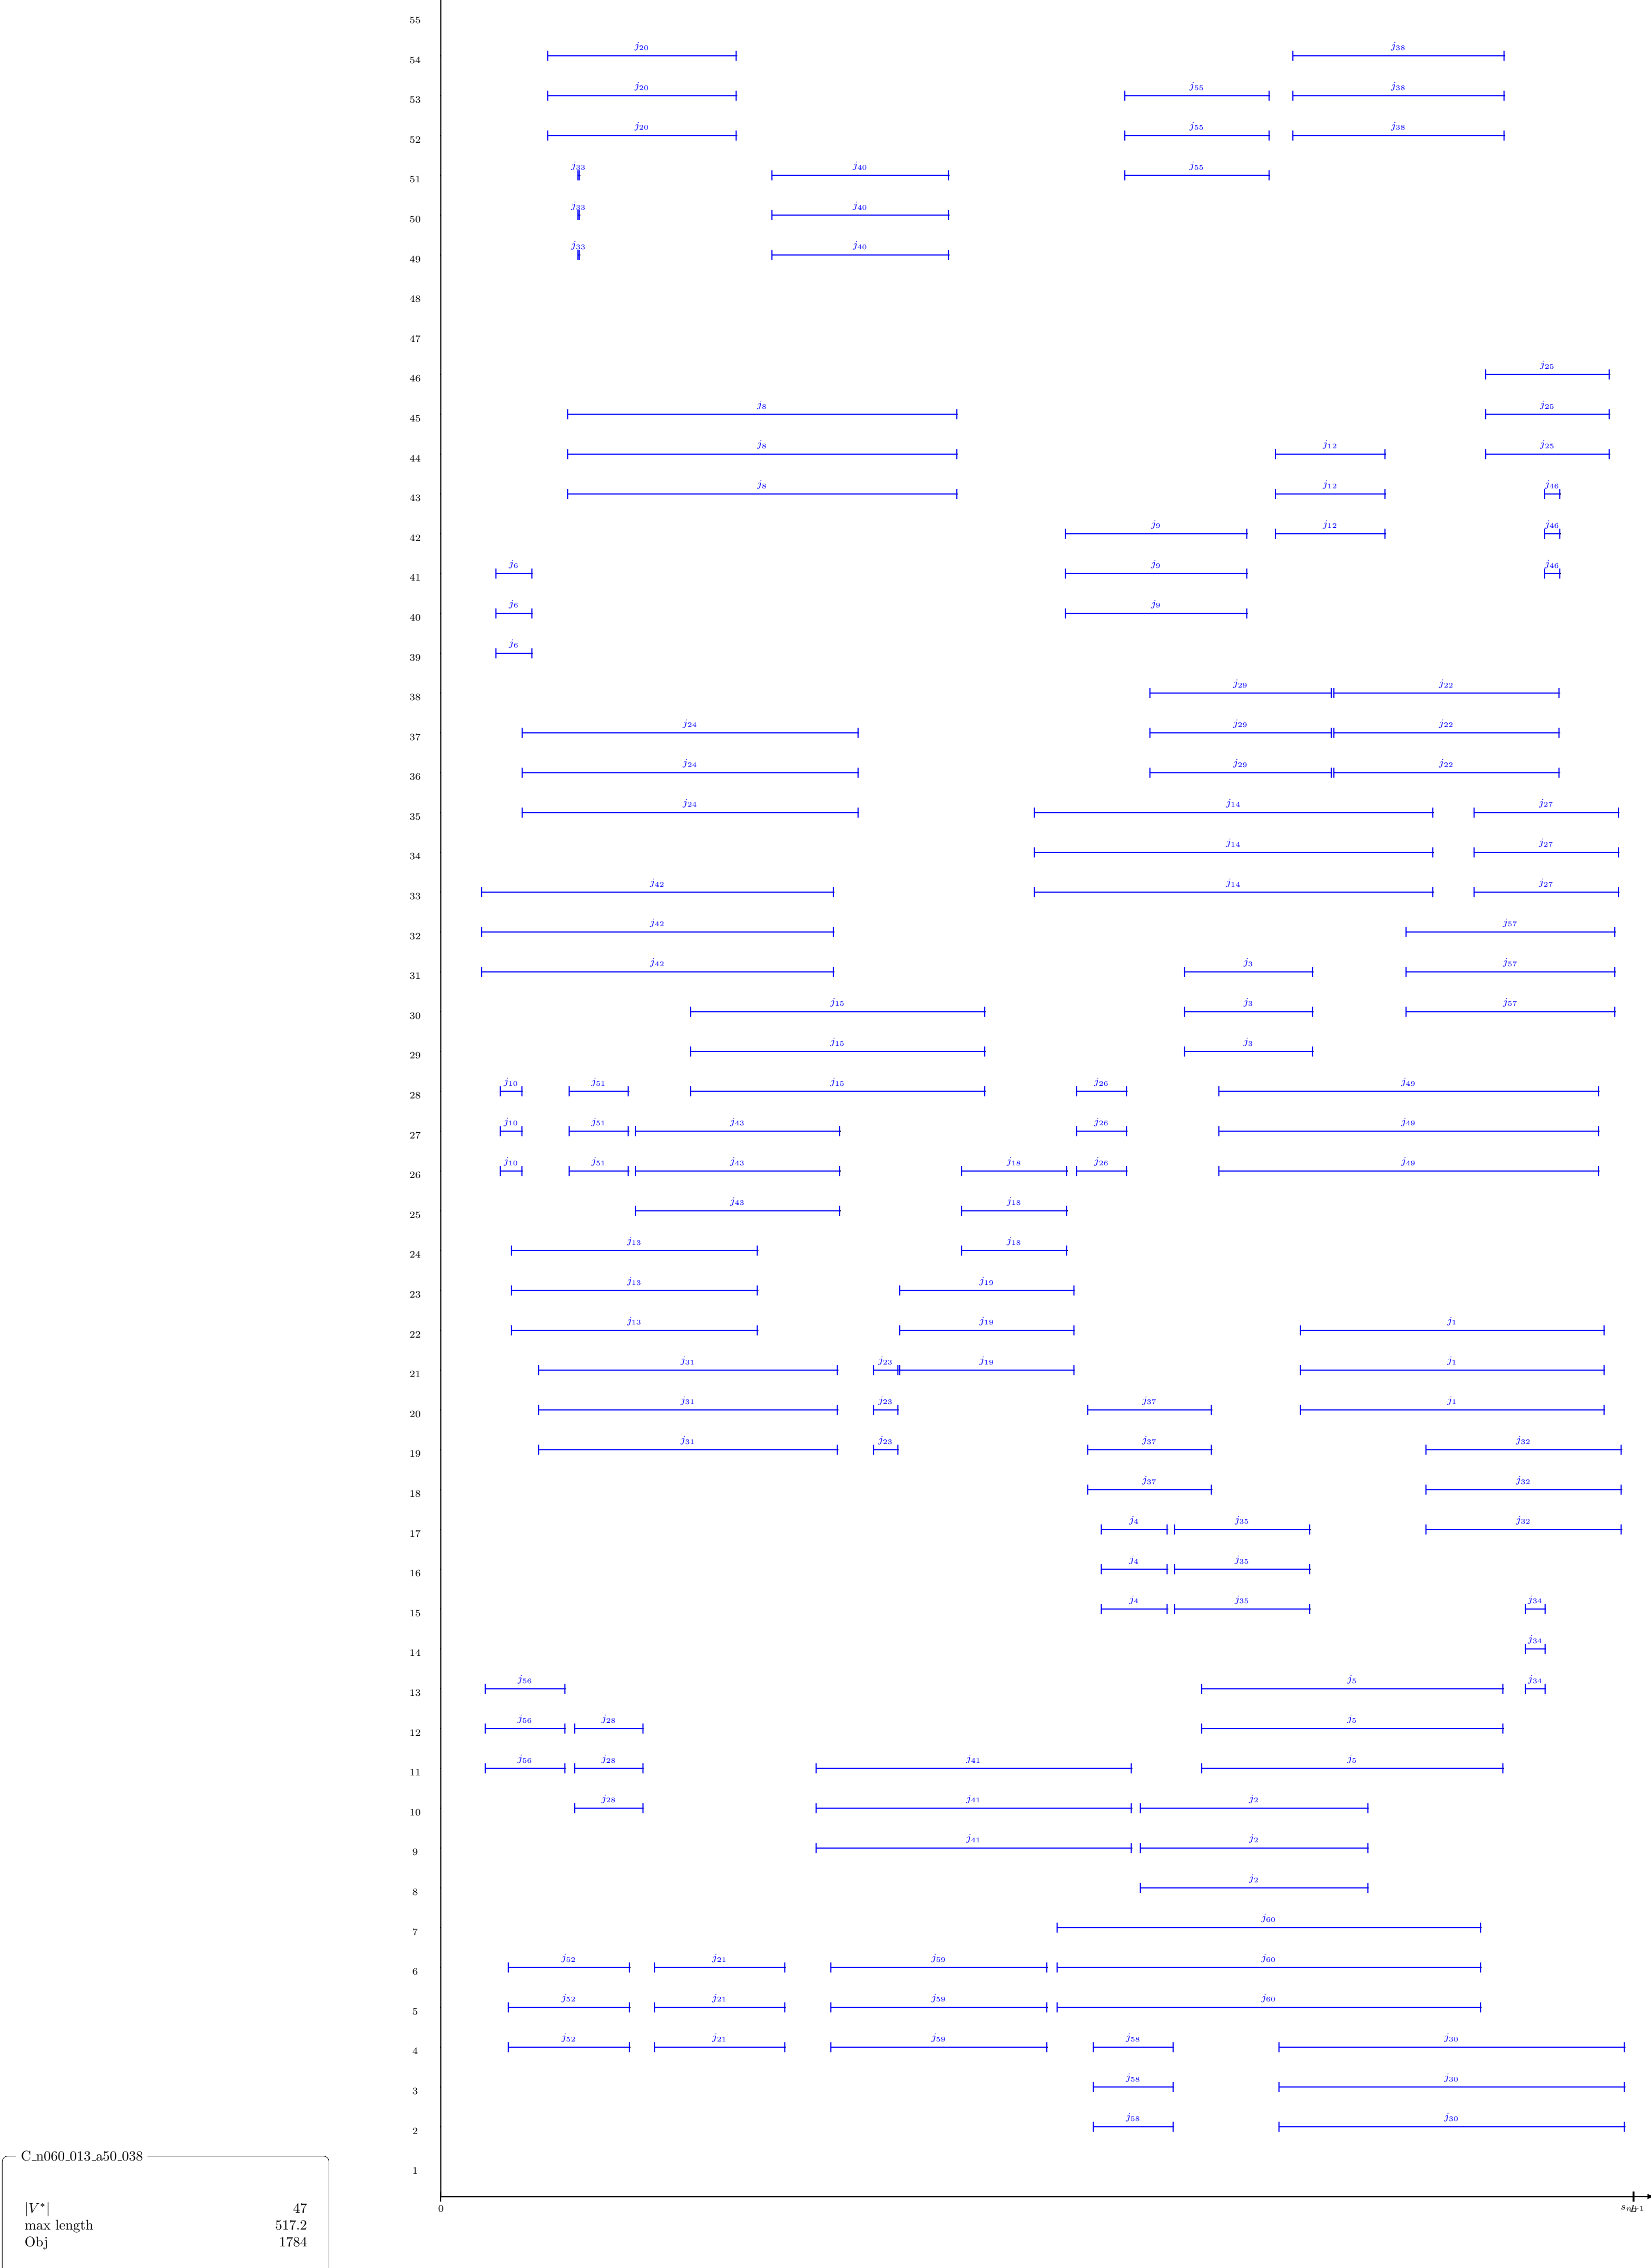 55
j20 j38
54
j20 j55 j38
53
j20 j55 j38
52
j33 j40 j55
51
j33 j40
50
j33 j40
49
48
47
j25
46
j8 j25
45
j8 j12 j25
44
j8 j12 j46
43
j9 j12 j46
42
j6 j9 j46
41
j6 j9
40
j6
39
j29 j22
38
j24 j29 j22
37
j24 j29 j22
36
j24 j14 j27
35
j14 j27
34
j42 j14 j27
33
j42 j57
32
j42 j3 j57
31
j15 j3 j57
30
j15 j3
29
j10 j51 j15 j26 j49
28
j10 j51 j43 j26 j49
27
j10 j51 j43 j18 j26 j49
26
j43 j18
25
j13 j18
24
j13 j19
23
j13 j19 j1
22
j31 j23 j19 j1
21
j31 j23 j37 j1
20
j31 j23 j37 j32
19
j37 j32
18
j4 j35 j32
17
j4 j35
16
j4 j35 j34
15
j34
14
j56 j5 j34
13
j56 j28 j5
12
j56 j28 j41 j5
11
j28 j41 j2
10
j41 j2
9
j2
8
j60
7
j52 j21 j59 j60
6
j52 j21 j59 j60
5
j52 j21 j59 j58 j30
4
j58 j30
3
j58 j30
2
1
0
C_n060_013_a50_038
|V*| 47
max length 517.2
Obj 1784